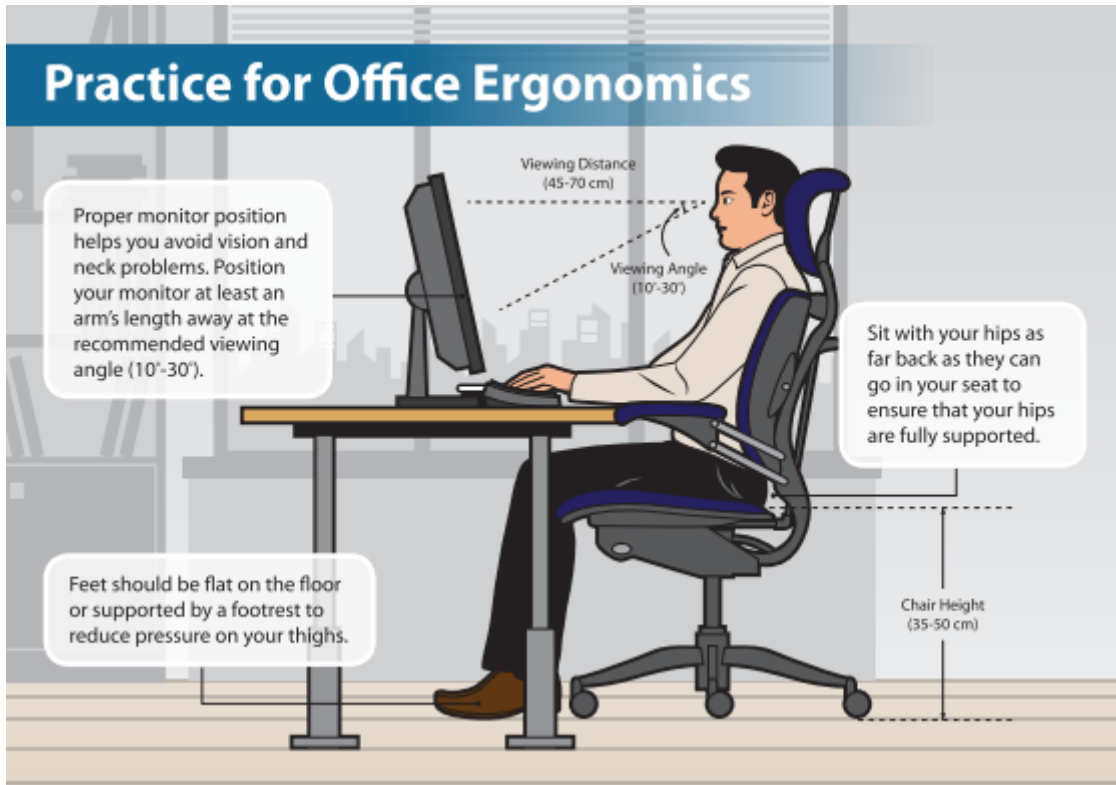 Practice for Office Ergonomics
Viewing Distance
(45-70 cm)
Proper monitor position
helps you avoid vision and
neck problems. Position
your monitor at least an
arm's length away at the
recommended viewing
angle (10°-30°).
Viewing Angle
(10°-30°)
Sit with your hips as
far back as they can
go in your seat to
ensure that your hips
are fully supported.
Feet should be flat on the floor
or supported by a footrest to
reduce pressure on your thighs.
Chair Height
(35-50 cm)